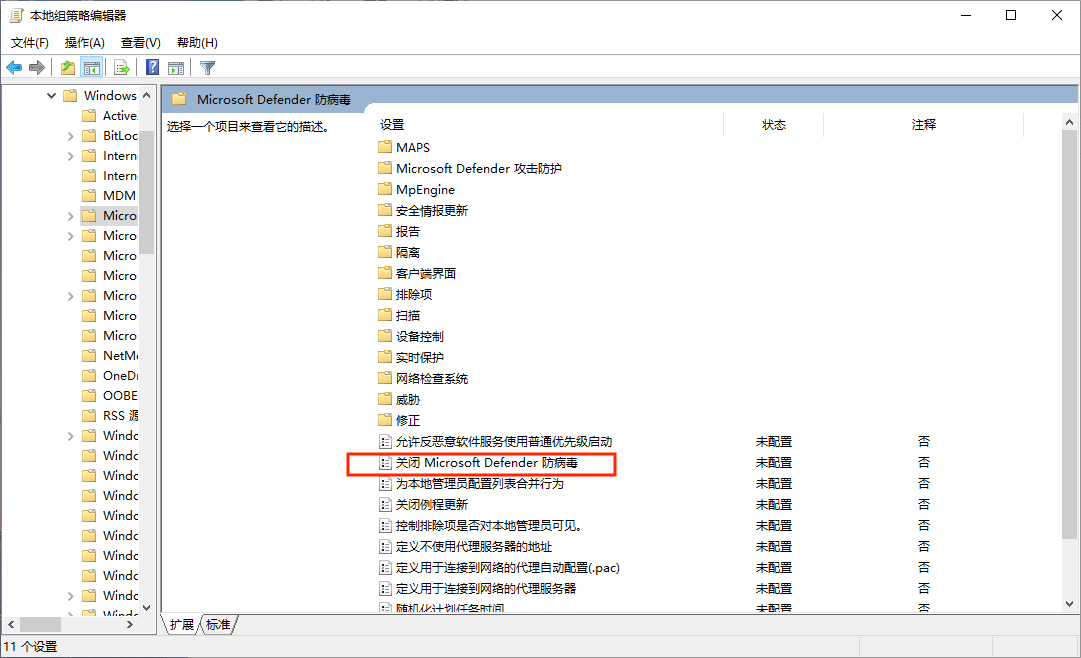 本地组策略编辑器
文件(F) 操作(A) 查看(V) 帮助(H)
Windows
Active
BitLoc
Intern
Intern
MDM
Micro
Micro
Micro
Micro
Micro
Micro
Micro
NetMe
OneDr
OOBE
RSS 源
Windo
Windo
Windo
Windo
Windo
Windo
Windo
Windo
Windo
Windo
Microsoft Defender 防病毒
选择一个项目来查看它的描述。
设置 状态 注释
MAPS
Microsoft Defender 攻击防护
MpEngine
安全情报更新
报告
隔离
客户端界面
排除项
扫描
设备控制
实时保护
网络检查系统
威胁
修正
允许反恶意软件服务使用普通优先级启动 未配置 否
关闭 Microsoft Defender 防病毒 未配置 否
为本地管理员配置列表合并行为 未配置 否
关闭例程更新 未配置 否
控制排除项是否对本地管理员可见。 未配置 否
定义不使用代理服务器的地址 未配置 否
定义用于连接到网络的代理自动配置(.pac) 未配置 否
定义用于连接到网络的代理服务器 未配置 否
随机化计划任务时间 未配置 否
扩展 标准
11 个设置